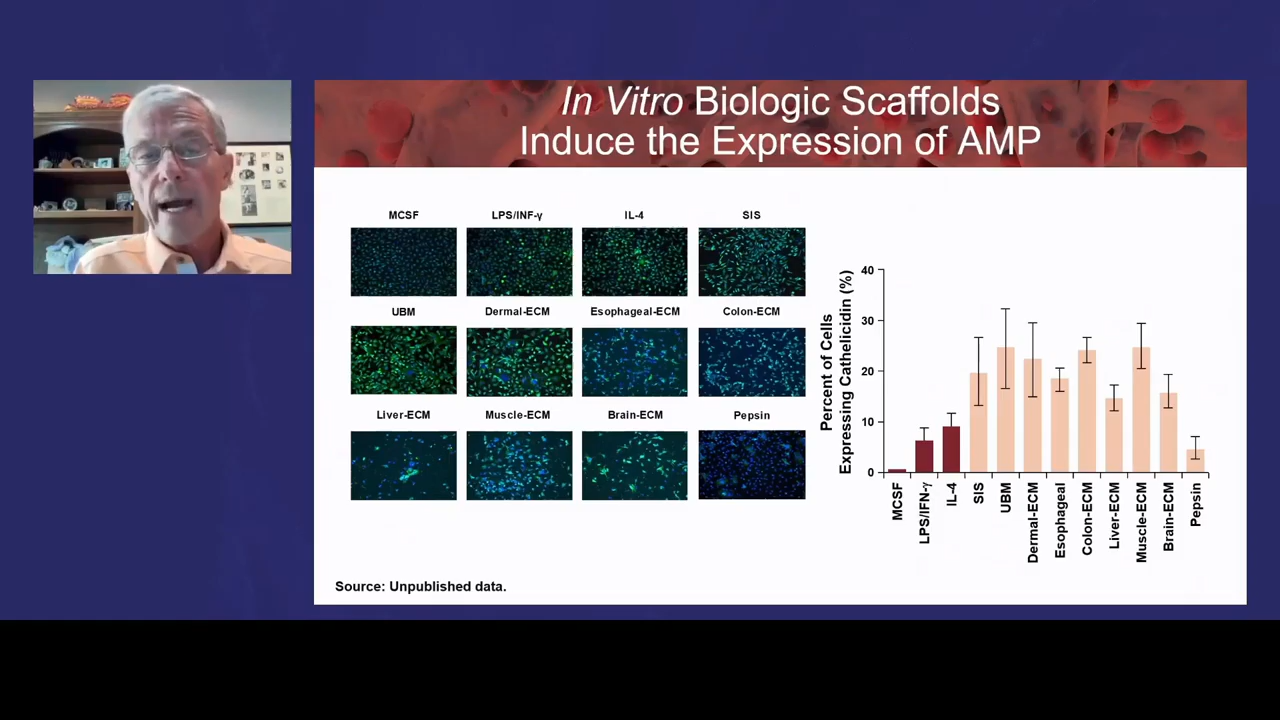 In Vitro Biologic Scaffolds
Induce the Expression of AMP
MCSF
LPS/INF-γ
IL-4
SIS
UBM
Dermal-ECM
Esophageal-ECM
Colon-ECM
Liver-ECM
Muscle-ECM
Brain-ECM
Pepsin
Percent of Cells
Expressing Cathelicidin (%)
40
30
20
10
0
MCSF
LPS/IFN-γ
IL-4
SIS
UBM
Dermal-ECM
Esophageal
Colon-ECM
Liver-ECM
Muscle-ECM
Brain-ECM
Pepsin
Source: Unpublished data.